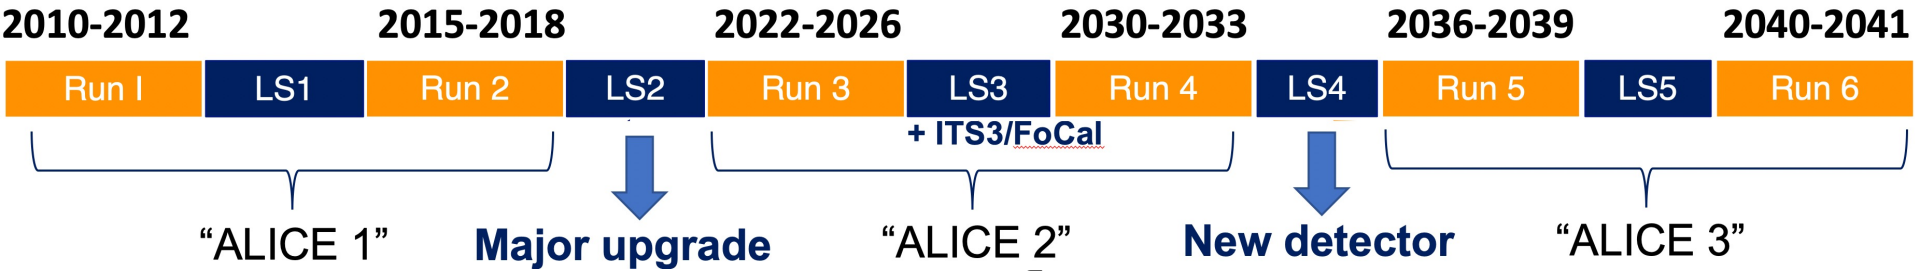 2010-2012 2015-2018 2022-2026 2030-2033 2036-2039 2040-2041
Run I LS1 Run 2 LS2 Run 3 LS3 Run 4 LS4 Run 5 LS5 Run 6
+ ITS3/FoCal
“ALICE 1” Major upgrade “ALICE 2” New detector “ALICE 3”